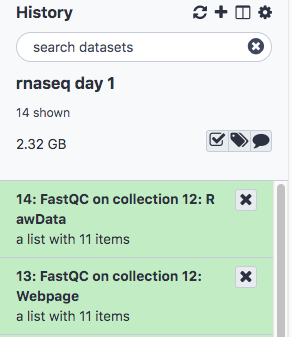 History
search datasets
rnaseq day 1
14 shown
2.32 GB
14: FastQC on collection 12: R
awData
a list with 11 items
13: FastQC on collection 12:
Webpage
a list with 11 items